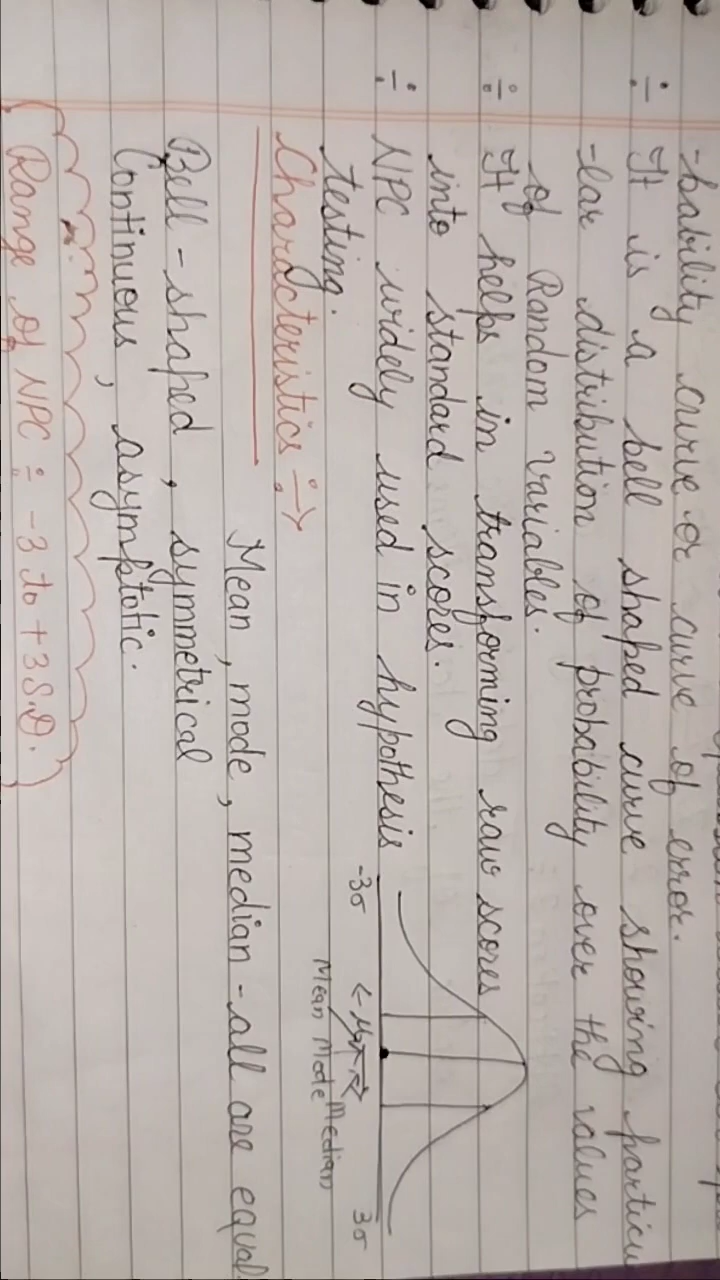 -bability curve or curve of error.
÷ It is a bell shaped curve showing particu
-lar distribution of probability over the values
of Random variables.
÷ It helps in transforming raw scores
into standard scores.
÷ NPC widely used in hypothesis
testing.
-3σ 3σ
Mean Mode Median
Characteristics ÷→
Mean, mode, median - all are equal
Bell - shaped, symmetrical
Continuous, asymptotic.
Range of NPC : -3 to +3 S.D.